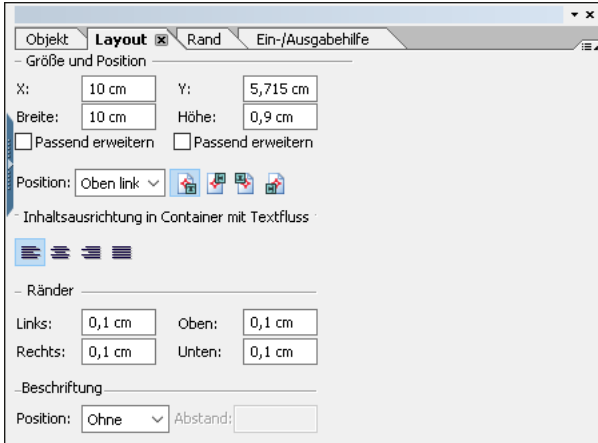 Objekt Layout Rand Ein-/Ausgabehilfe
Größe und Position
X: 10 cm Y: 5,715 cm
Breite: 10 cm Höhe: 0,9 cm
Passend erweitern Passend erweitern
Position: Oben link
Inhaltsausrichtung in Container mit Textfluss
Ränder
Links: 0,1 cm Oben: 0,1 cm
Rechts: 0,1 cm Unten: 0,1 cm
Beschriftung
Position: Ohne Abstand: